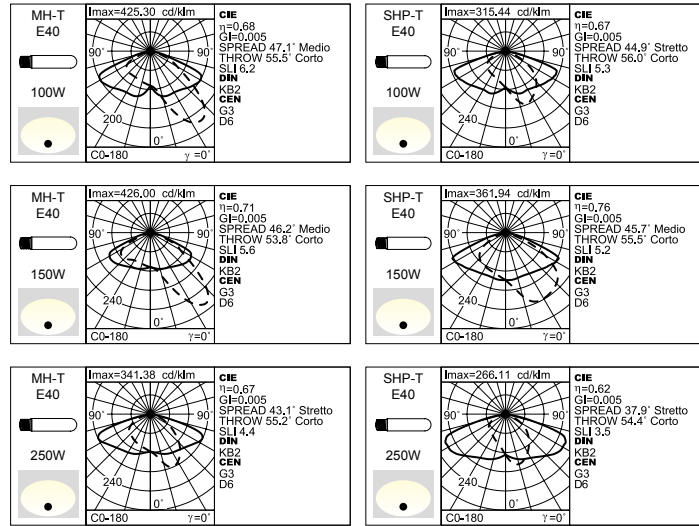 MH-T
E40
100W
Imax=425.30 cd/klm
90°
90°
200
0°
C0-180 γ=0°
CIE
η=0.68
GI=0.005
SPREAD 47.1° Medio
THROW 55.5° Corto
SLI 6.2
DIN
KB2
CEN
G3
D6
SHP-T
E40
100W
Imax=315.44 cd/klm
90°
90°
0°
C0-180 γ=0°
CIE
η=0.67
GI=0.005
SPREAD 44.9° Stretto
THROW 56.0° Corto
SLI 5.3
DIN
KB2
CEN
G3
D6
MH-T
E40
150W
Imax=426.00 cd/klm
90°
90°
240
0°
C0-180 γ=0°
CIE
η=0.71
GI=0.005
SPREAD 46.2° Medio
THROW 53.8° Corto
SLI 5.6
DIN
KB2
CEN
G3
D6
SHP-T
E40
150W
Imax=361.94 cd/klm
90°
90°
240
0°
C0-180 γ=0°
CIE
η=0.76
GI=0.005
SPREAD 45.7° Medio
THROW 55.5° Corto
SLI 5.2
DIN
KB2
CEN
G3
D6
MH-T
E40
250W
Imax=341.38 cd/klm
90°
90°
240
0°
C0-180 γ=0°
CIE
η=0.67
GI=0.005
SPREAD 43.1° Stretto
THROW 55.2° Corto
SLI 4.4
DIN
KB2
CEN
G3
D6
SHP-T
E40
250W
Imax=266.11 cd/klm
90°
90°
0°
C0-180 γ=0°
CIE
η=0.62
GI=0.005
SPREAD 37.9° Stretto
THROW 54.4° Corto
SLI 3.5
DIN
KB2
CEN
G3
D6